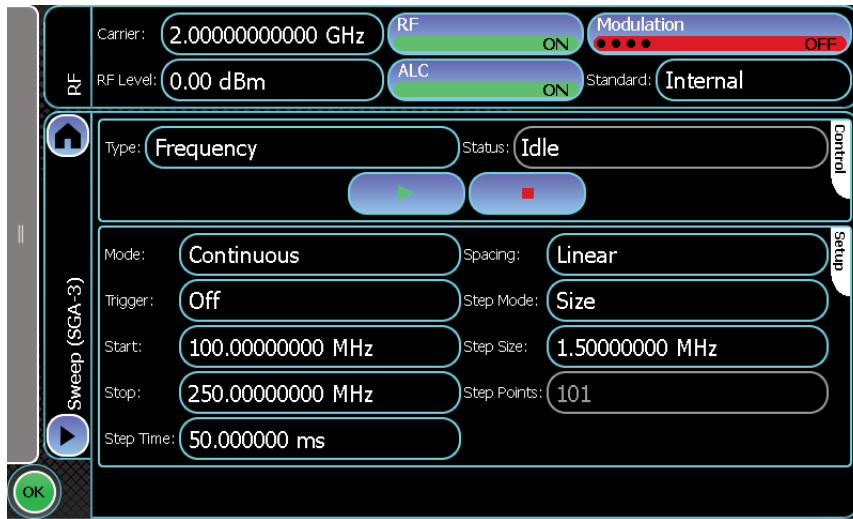 RF
Carrier: 2.00000000000 GHz
RF ON
Modulation OFF
RF Level: 0.00 dBm
ALC ON
Standard: Internal
Sweep (SGA-3)
Control
Type: Frequency
Status: Idle
Setup
Mode: Continuous
Spacing: Linear
Trigger: Off
Step Mode: Size
Start: 100.00000000 MHz
Step Size: 1.50000000 MHz
Stop: 250.00000000 MHz
Step Points: 101
Step Time: 50.000000 ms
OK